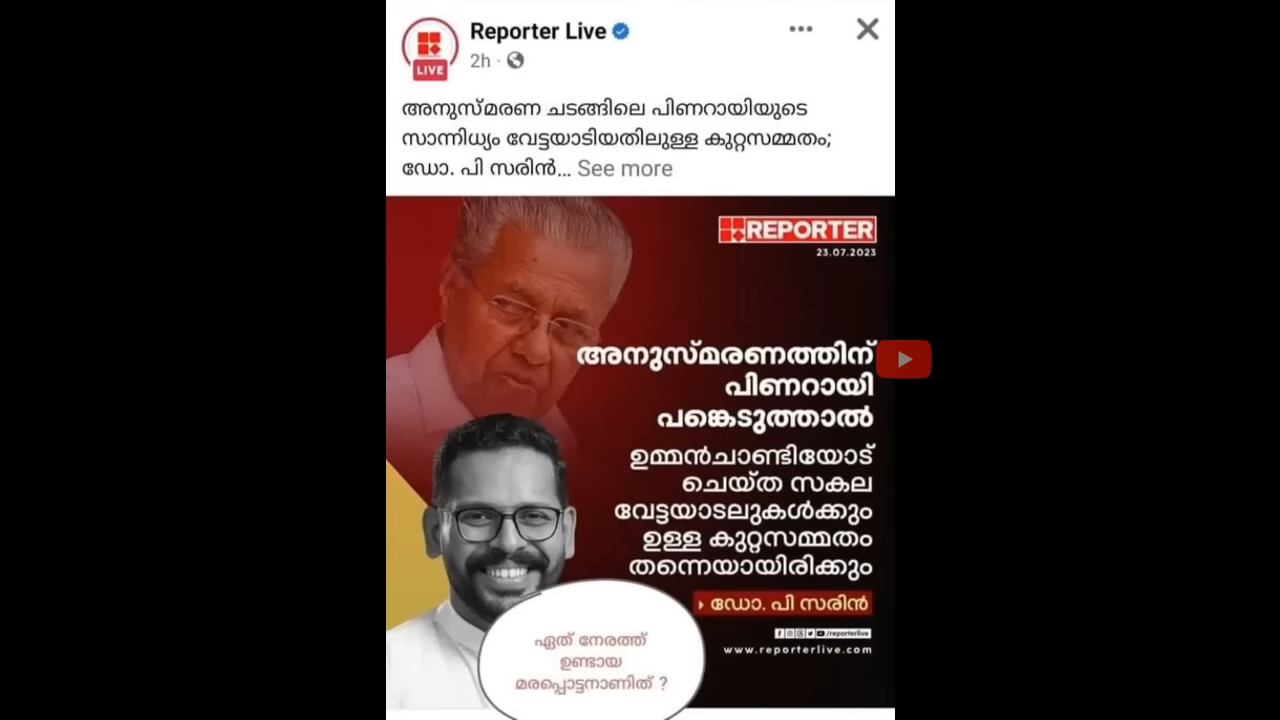 Reporter Live
2h ·
LIVE
അനുസ്മരണ ചടങ്ങിലെ പിണറായിയുടെ
സാന്നിധ്യം വേട്ടയാടിയതിലുള്ള കുറ്റസമ്മതം;
ഡോ. പി സരിൻ... See more
REPORTER
23.07.2023
അനുസ്മരണത്തിന്
പിണറായി
പങ്കെടുത്താൽ
ഉമ്മൻചാണ്ടിയോട്
ചെയ്ത സകല
വേട്ടയാടലുകൾക്കും
ഉള്ള കുറ്റസമ്മതം
തന്നെയായിരിക്കും
ഡോ. പി സരിൻ
/reporterlive
www.reporterlive.com
ഏത് നേരത്ത്
ഉണ്ടായ
മരപ്പൊട്ടനാണിത് ?